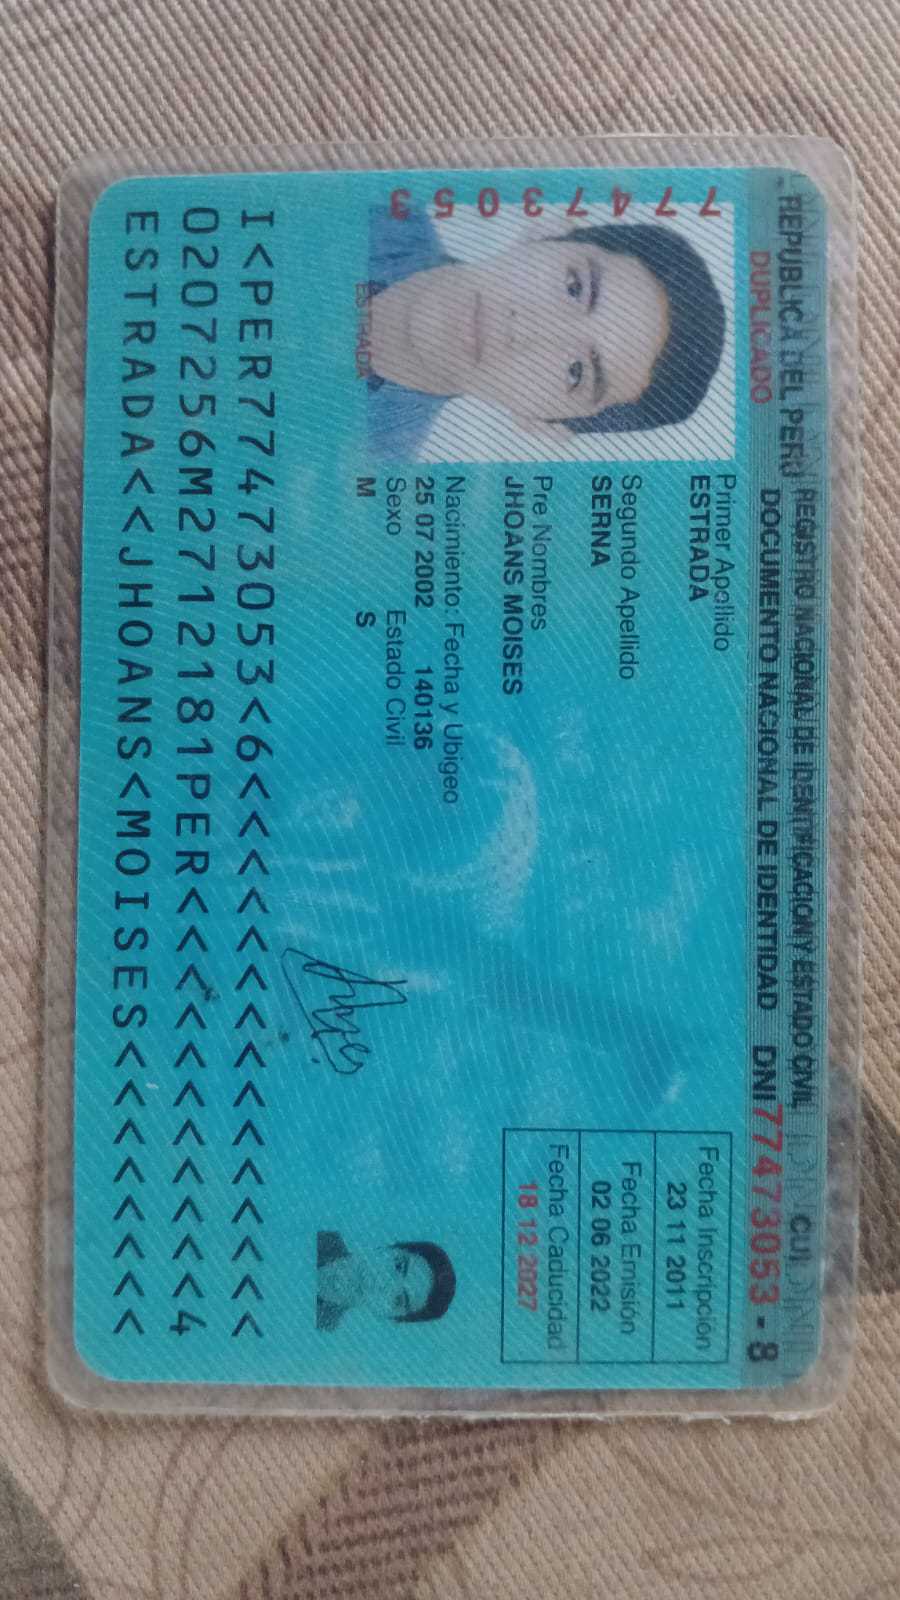 REPUBLICA DEL PERU REGISTRO NACIONAL DE IDENTIFICACION Y ESTADO CIVIL CUI
DUPLICADO DOCUMENTO NACIONAL DE IDENTIDAD DNI 77473053 - 8
77473053
Primer Apellido
ESTRADA
Segundo Apellido
SERNA
Pre Nombres
JHOANS MOISES
Nacimiento: Fecha y Ubigeo
25 07 2002 140136
Sexo Estado Civil
M S
Fecha Inscripción
23 11 2011
Fecha Emisión
02 06 2022
Fecha Caducidad
18 12 2027
ESTRADA
I<PER77473053<6<<<<<<<<<<<<<<<
0207256M2712181PER<<<<<<<<<<<4
ESTRADA<<JHOANS<MOISES<<<<<<<<